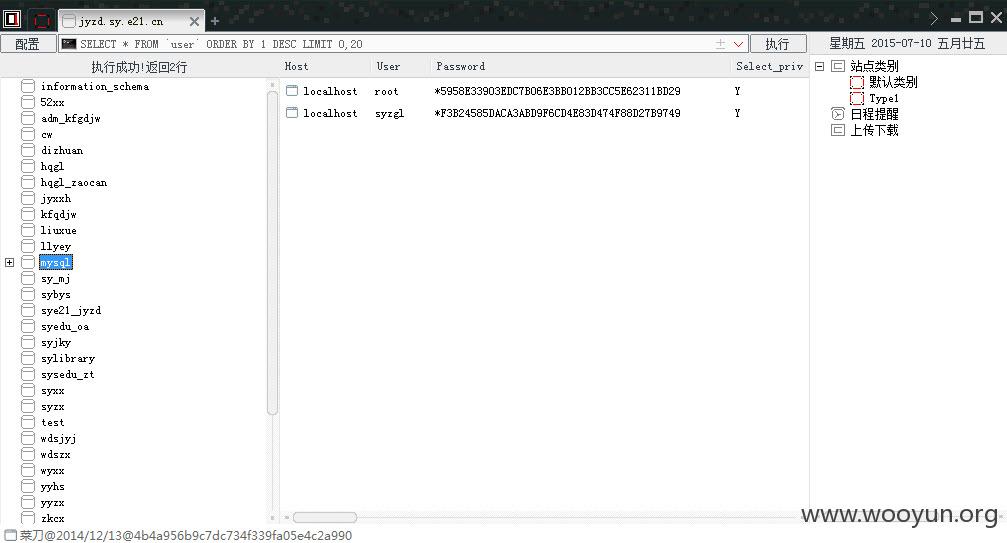 jyzd.sy.e21.cn
配置
SELECT * FROM `user` ORDER BY 1 DESC LIMIT 0,20
执行
星期五 2015-07-10 五月廿五
执行成功!返回2行
information_schema
52xx
adm_kfgdjw
cw
dizhuan
hqgl
hqgl_zaocan
jyxxh
kfqdjw
liuxue
llyey
mysql
sy_mj
sybys
sye21_jyzd
syedu_oa
syjky
sylibrary
sysedu_zt
syxx
syzx
test
wdsjyj
wdszx
wyxx
yyhs
yyzx
zkcx
Host User Password Select_priv
localhost root *5958E33903EDC7B06E3BB012BB3CC5E62311BD29 Y
localhost syzgl *F3B24585DACA3ABD9F6CD4E83D474F88D27B9749 Y
站点类别
默认类别
Type1
日程提醒
上传下载
www.wooyun.org
菜刀@2014/12/13@4b4a956b9c7dc734f339fa05e4c2a990